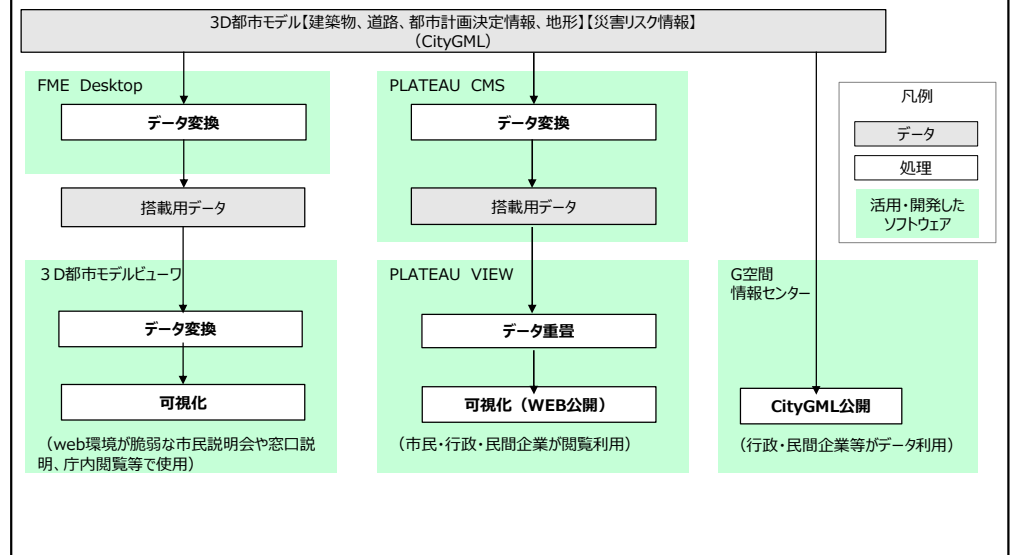 3D都市モデル【建築物、道路、都市計画決定情報、地形】【災害リスク情報】
（CityGML）
FME Desktop
データ変換
搭載用データ
３D都市モデルビューワ
データ変換
可視化
（web環境が脆弱な市民説明会や窓口説
明、庁内閲覧等で使用）
PLATEAU CMS
データ変換
搭載用データ
PLATEAU VIEW
データ重畳
可視化（WEB公開）
（市民・行政・民間企業が閲覧利用）
G空間
情報センター
CityGML公開
（行政・民間企業等がデータ利用）
凡例
データ
処理
活用・開発した
ソフトウェア